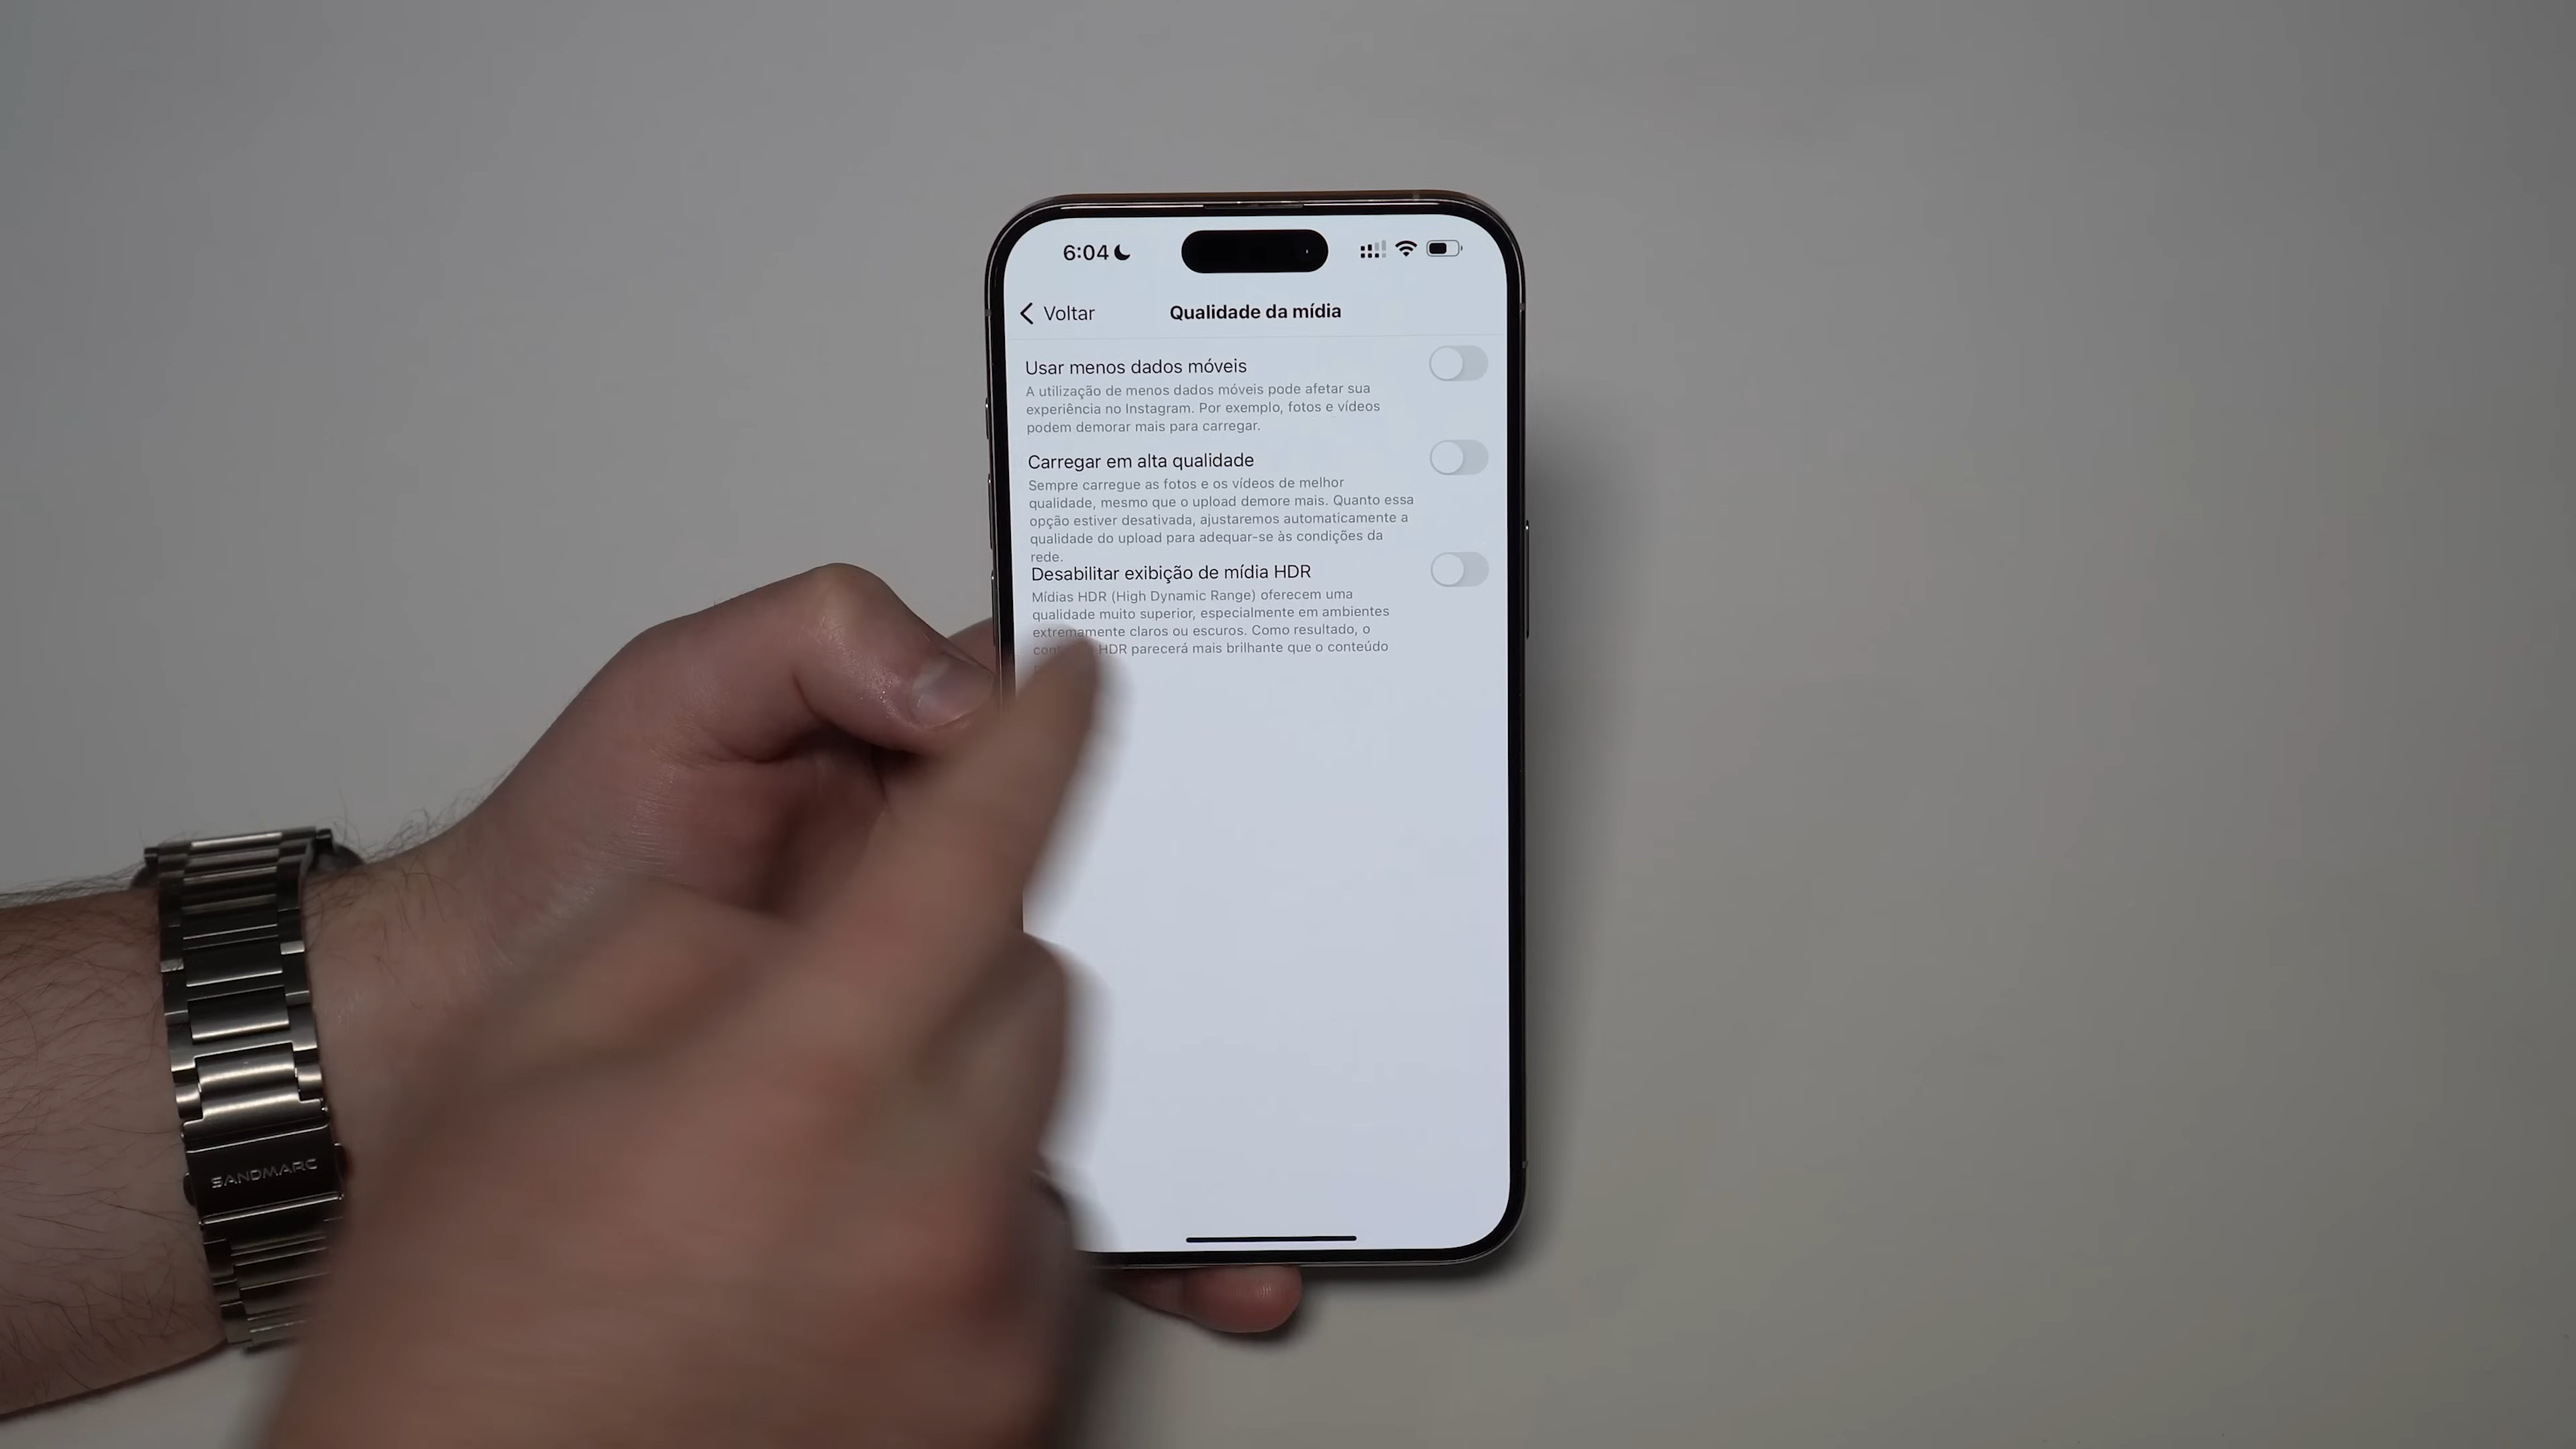 6:04
Voltar
Qualidade da mídia
Usar menos dados móveis
A utilização de menos dados móveis pode afetar sua
experiência no Instagram. Por exemplo, fotos e vídeos
podem demorar mais para carregar.
Carregar em alta qualidade
Sempre carregue as fotos e os vídeos de melhor
qualidade, mesmo que o upload demore mais. Quanto essa
opção estiver desativada, ajustaremos automaticamente a
qualidade do upload para adequar-se às condições da
rede.
Desabilitar exibição de mídia HDR
Mídias HDR (High Dynamic Range) oferecem uma
qualidade muito superior, especialmente em ambientes
extremamente claros ou escuros. Como resultado, o
HDR parecerá mais brilhante que o conteúdo
SANDMARC